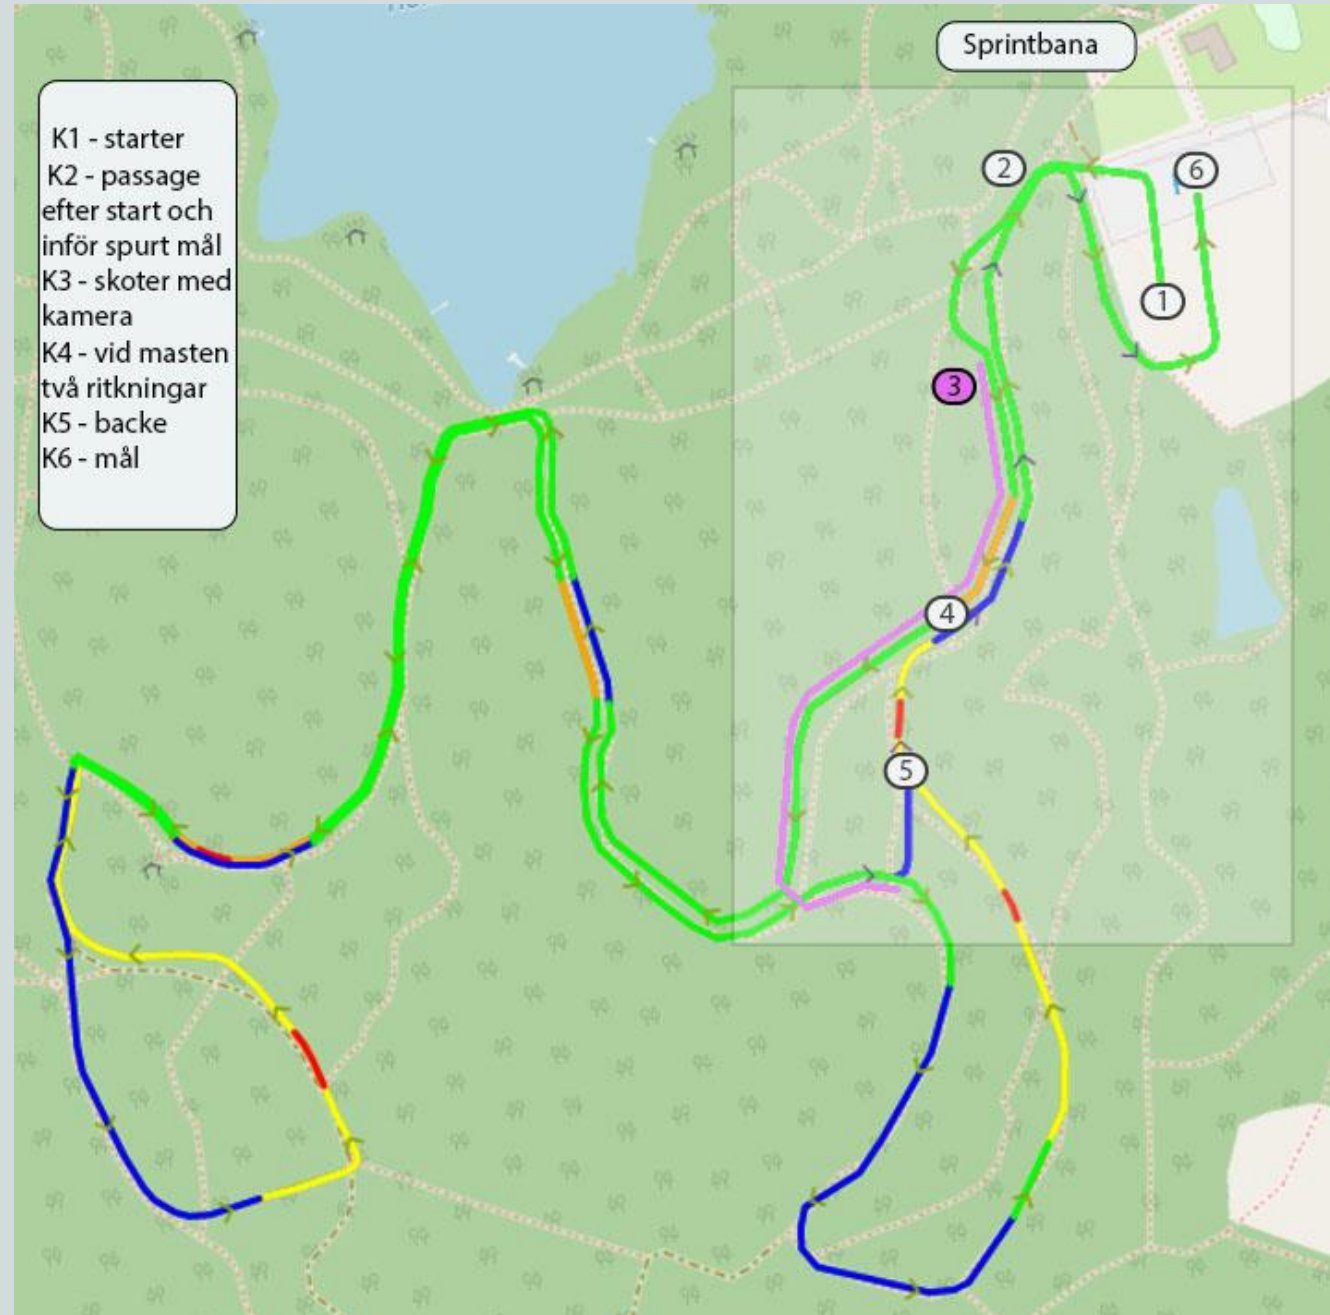 Sprintbana
K1 - starter
K2 - passage
efter start och
inför spurt mål
K3 - skoter med
kamera
K4 - vid masten
två ritkningar
K5 - backe
K6 - mål
2
6
1
3
4
5